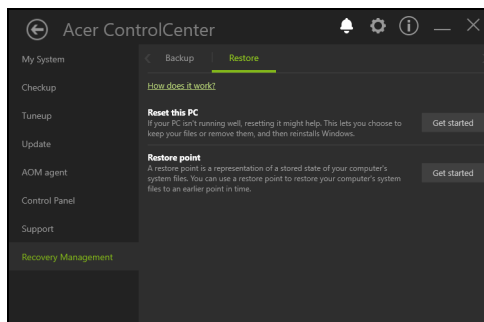 Acer ControlCenter
My System
Checkup
Tuneup
Update
AOM agent
Control Panel
Support
Recovery Management
Backup
Restore
How does it work?
Reset this PC
If your PC isn't running well, resetting it might help. This lets you choose to
keep your files or remove them, and then reinstalls Windows.
Get started
Restore point
A restore point is a representation of a stored state of your computer's
system files. You can use a restore point to restore your computer's system
files to an earlier point in time.
Get started